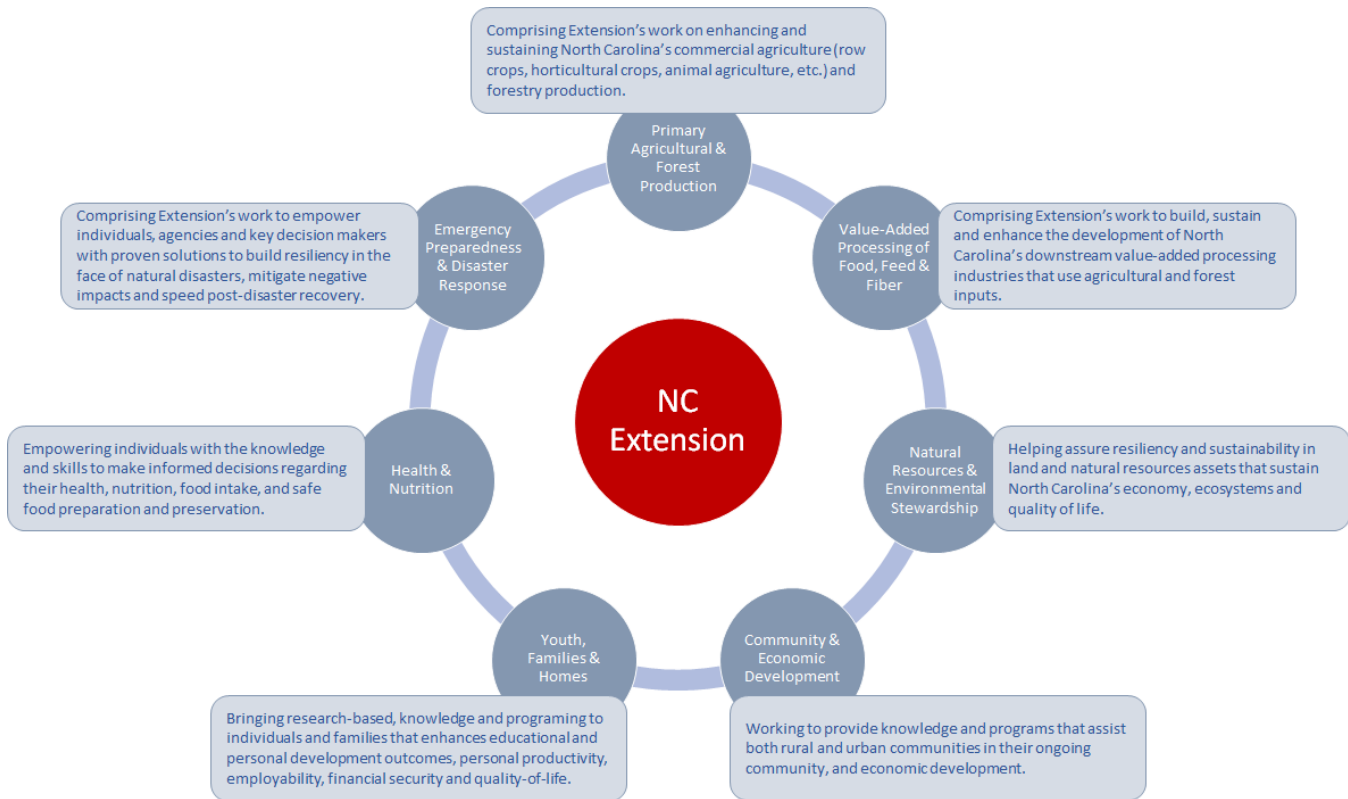 Comprising Extension's work on enhancing and
sustaining North Carolina's commercial agriculture (row
crops, horticultural crops, animal agriculture, etc.) and
forestry production.
Primary
Agricultural &
Forest
Production
Value-Added
Processing of
Food, Feed &
Fiber
Comprising Extension's work to build, sustain
and enhance the development of North
Carolina's downstream value-added processing
industries that use agricultural and forest
inputs.
Natural
Resources &
Environmental
Stewardship
Helping assure resiliency and sustainability in
land and natural resources assets that sustain
North Carolina's economy, ecosystems and
quality of life.
Community &
Economic
Development
Working to provide knowledge and programs that assist
both rural and urban communities in their ongoing
community, and economic development.
Youth,
Families &
Homes
Bringing research-based, knowledge and programing to
individuals and families that enhances educational and
personal development outcomes, personal productivity,
employability, financial security and quality-of-life.
Health &
Nutrition
Empowering individuals with the knowledge
and skills to make informed decisions regarding
their health, nutrition, food intake, and safe
food preparation and preservation.
Emergency
Preparedness
& Disaster
Response
Comprising Extension's work to empower
individuals, agencies and key decision makers
with proven solutions to build resiliency in the
face of natural disasters, mitigate negative
impacts and speed post-disaster recovery.
NC
Extension